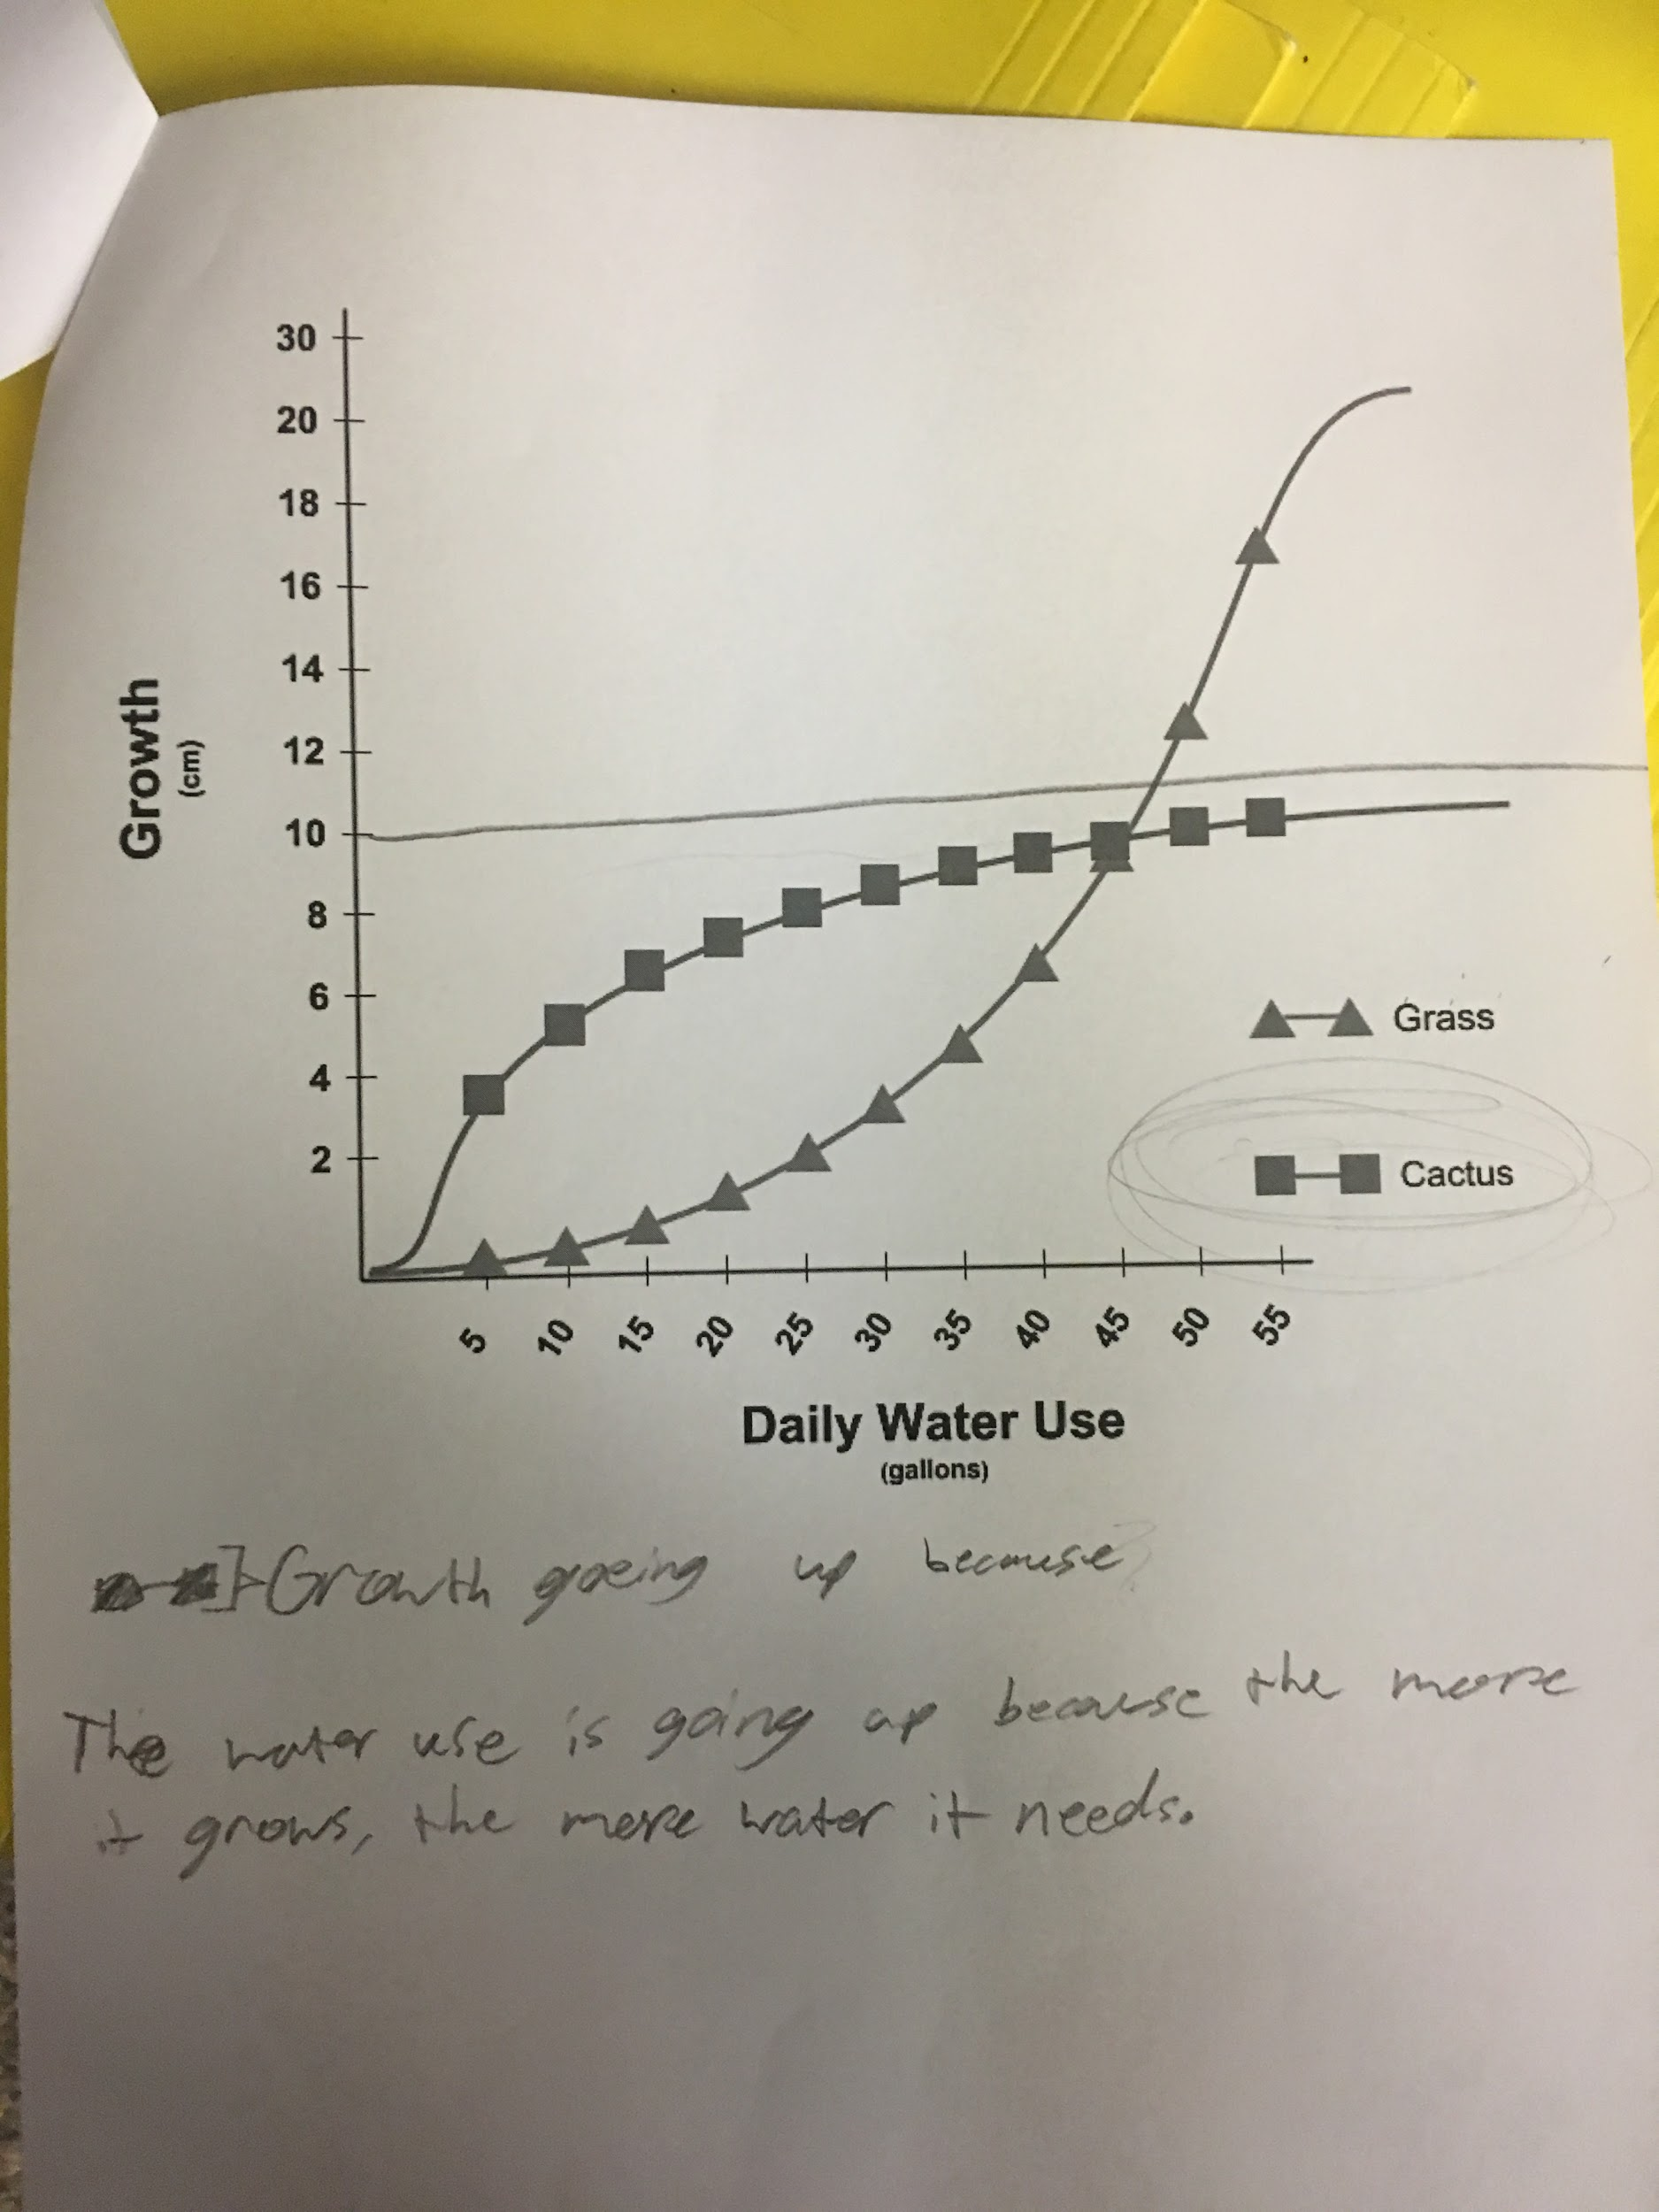 30
20
18
16
14
12
10
8
6
4
2
Growth
(cm)
Grass
Cactus
5 10 15 20 25 30 35 40 45 50 55
Daily Water Use
(gallons)
Growth goeing up because?
The water use is going up because the more
it grows, the more water it needs.